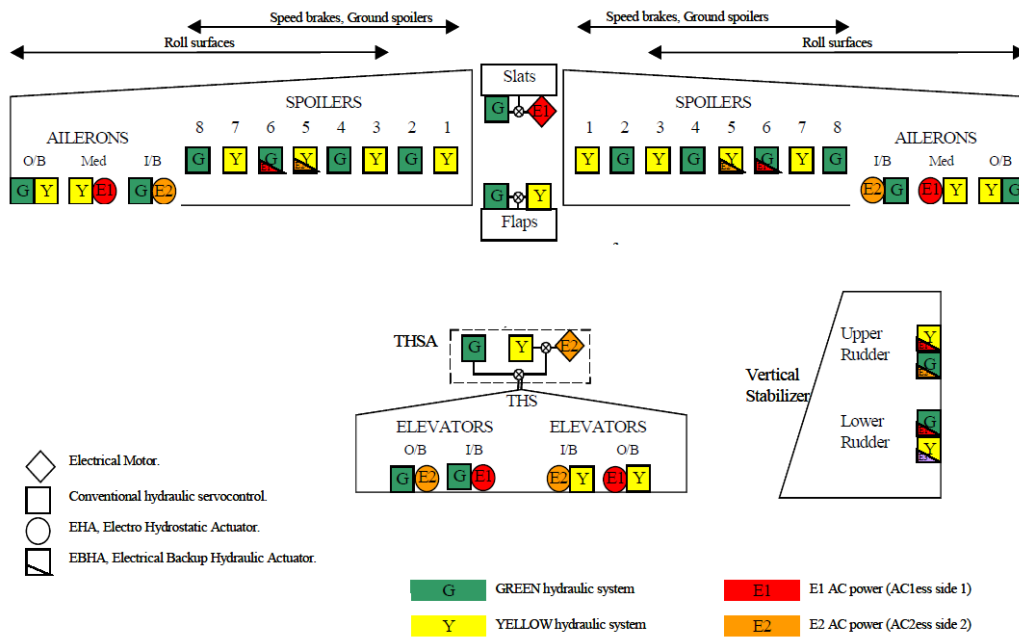 Speed brakes, Ground spoilers
Speed brakes, Ground spoilers
Roll surfaces
Roll surfaces
Slats
G E1
SPOILERS
SPOILERS
8 7 6 5 4 3 2 1
1 2 3 4 5 6 7 8
G Y G Y G Y G Y
Y G Y G Y G Y G
AILERONS
AILERONS
O/B Med I/B
I/B Med O/B
G Y Y E1 G E2
E2 G E1 Y Y G
G Y
Flaps
THSA
G Y E2
THS
ELEVATORS ELEVATORS
O/B I/B I/B O/B
G E2 G E1 E2 Y E1 Y
Upper
Rudder
Y
G
Vertical
Stabilizer
Lower
Rudder
G
Y
Electrical Motor.
Conventional hydraulic servocontrol.
EHA, Electro Hydrostatic Actuator.
EBHA, Electrical Backup Hydraulic Actuator.
G GREEN hydraulic system
Y YELLOW hydraulic system
E1 E1 AC power (AC1ess side 1)
E2 E2 AC power (AC2ess side 2)